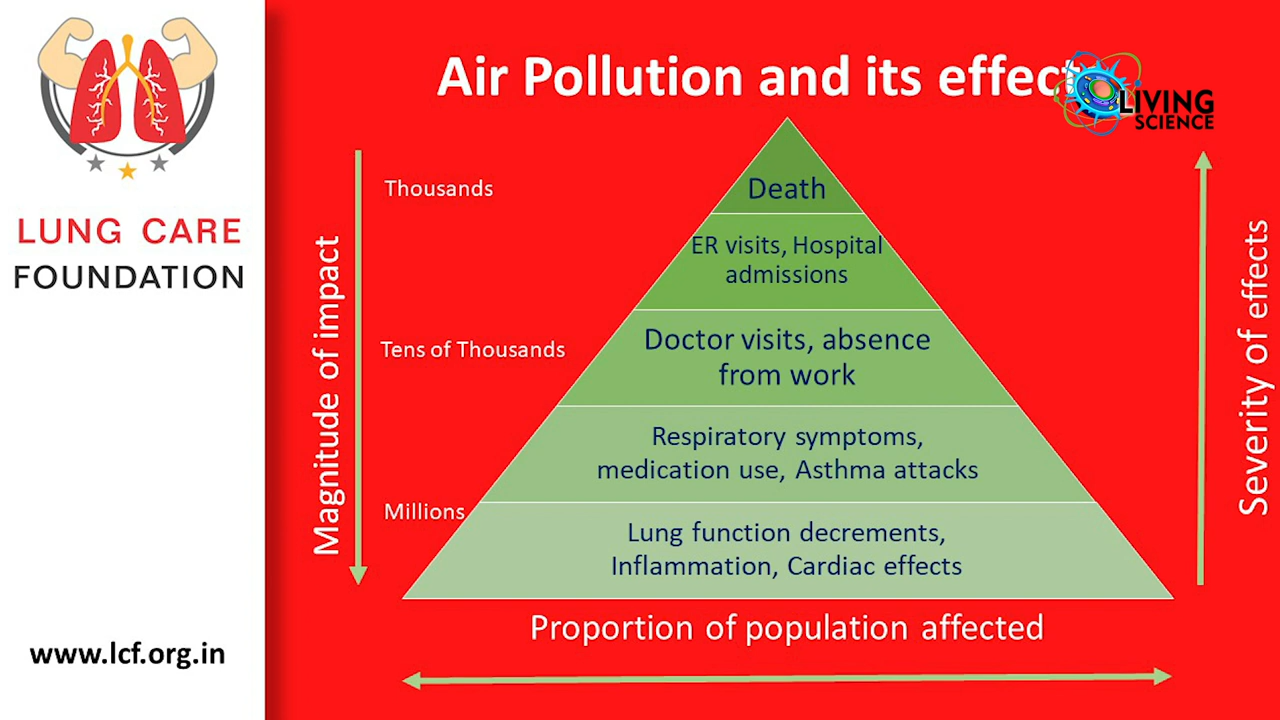 Air Pollution and its effec
LIVING
SCIENCE
LUNG CARE
FOUNDATION
www.lcf.org.in
Magnitude of impact
Thousands
Tens of Thousands
Millions
Death
ER visits, Hospital
admissions
Doctor visits, absence
from work
Respiratory symptoms,
medication use, Asthma attacks
Lung function decrements,
Inflammation, Cardiac effects
Proportion of population affected
Severity of effects